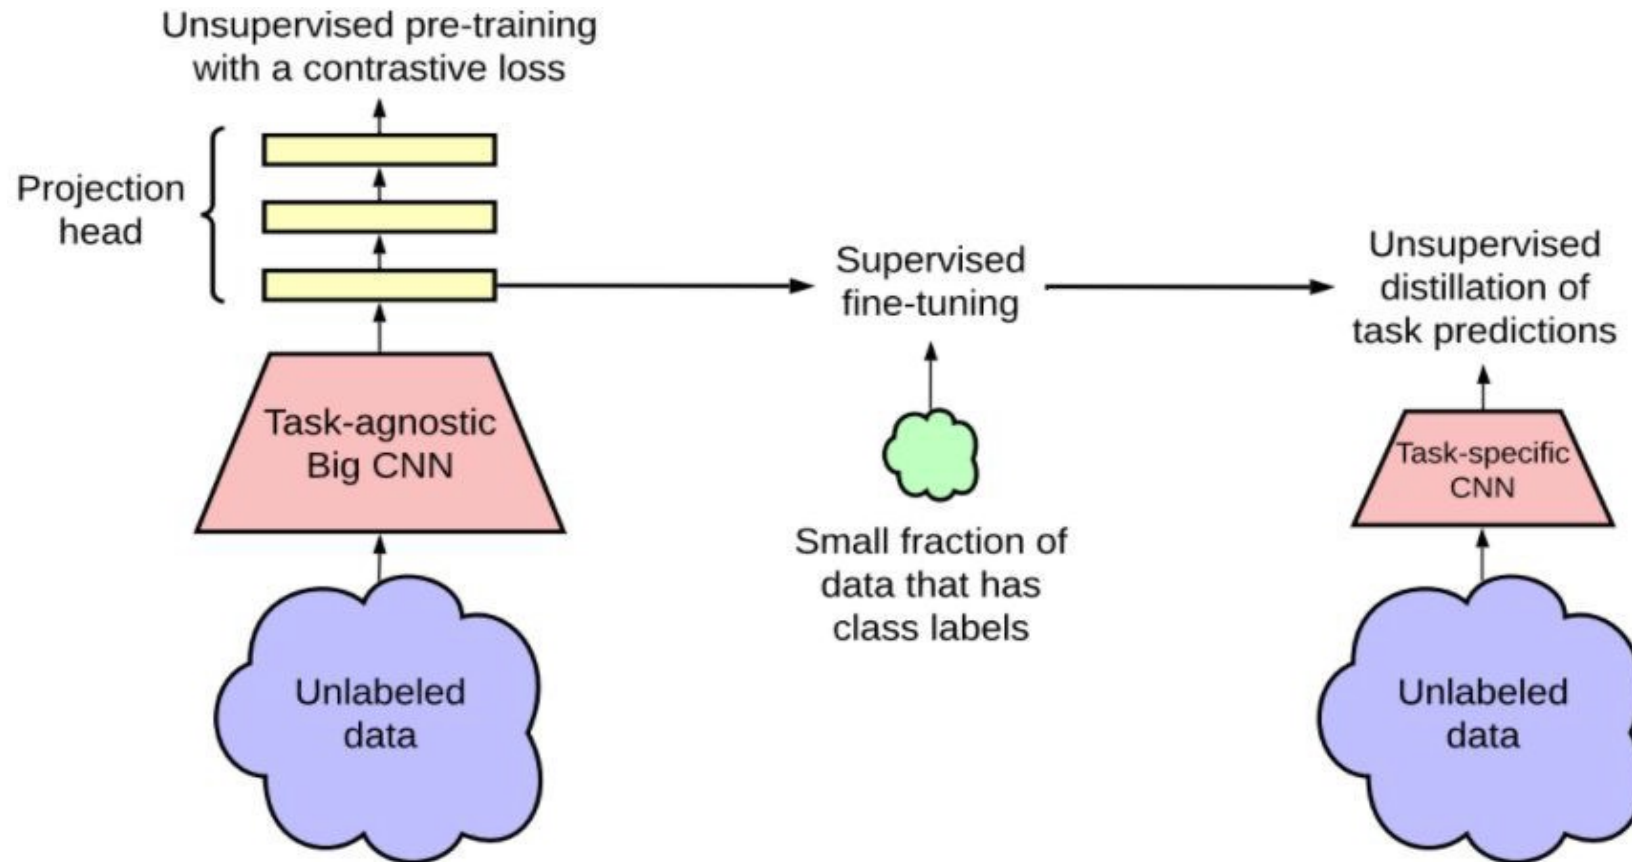 Unsupervised pre-training
with a contrastive loss
Projection
head
Task-agnostic
Big CNN
Unlabeled
data
Supervised
fine-tuning
Small fraction of
data that has
class labels
Unsupervised
distillation of
task predictions
Task-specific
CNN
Unlabeled
data